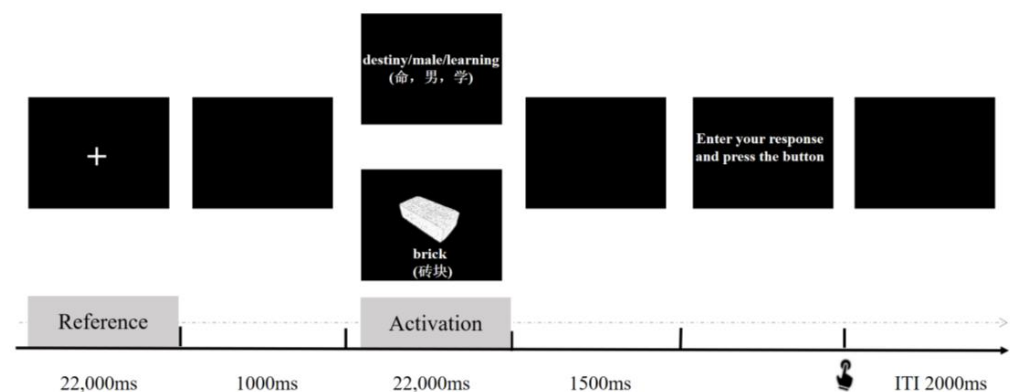 destiny/male/learning
(命，男，学)
+
Enter your response
and press the button
brick
(砖块)
Reference
Activation
22,000ms
1000ms
22,000ms
1500ms
ITI 2000ms